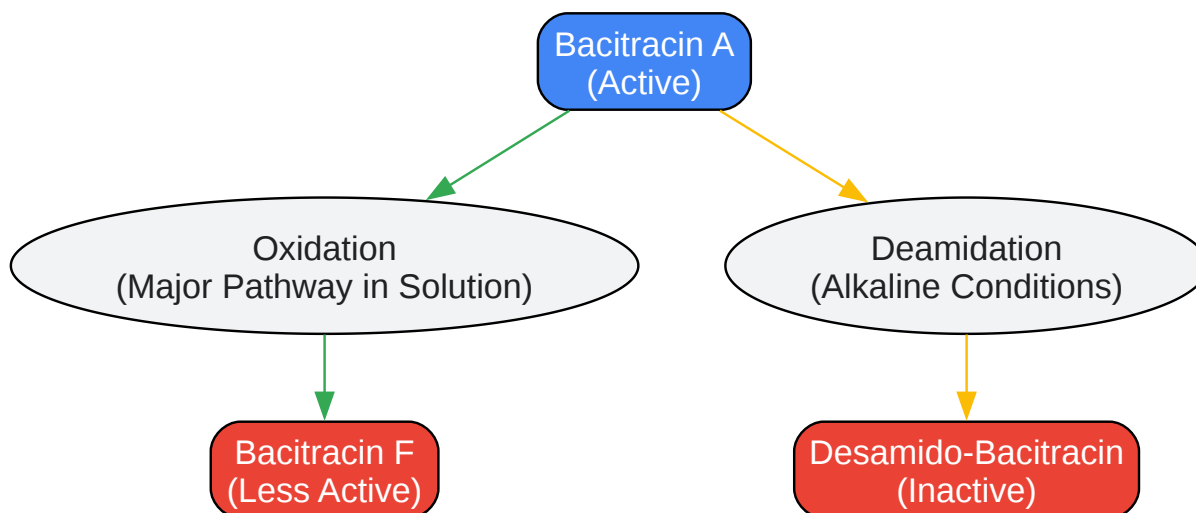 Bacitracin A
(Active)
Oxidation
(Major Pathway in Solution)
Deamidation
(Alkaline Conditions)
Bacitracin F
(Less Active)
Desamido-Bacitracin
(Inactive)